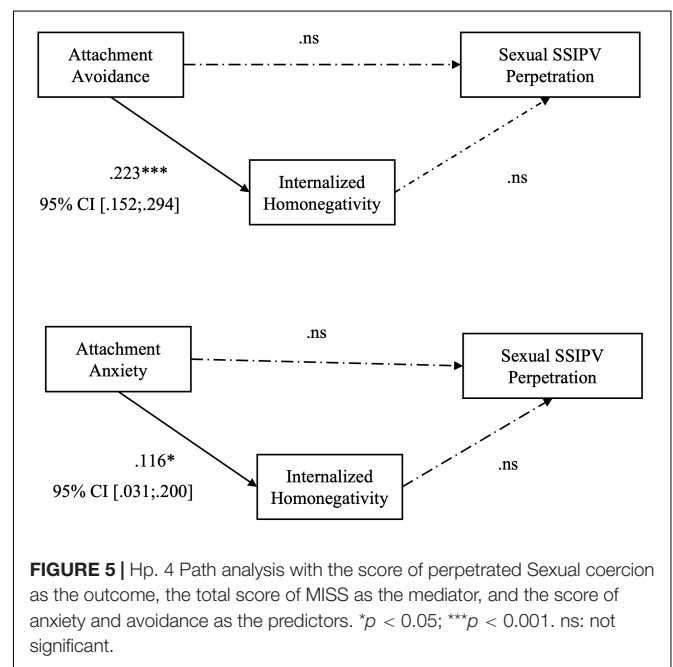 .ns
Attachment
Avoidance
Sexual SSIPV
Perpetration
.223***
95% CI [.152;.294]
Internalized
Homonegativity
.ns
.ns
Attachment
Anxiety
Sexual SSIPV
Perpetration
.116*
95% CI [.031;.200]
Internalized
Homonegativity
.ns
FIGURE 5 | Hp. 4 Path analysis with the score of perpetrated Sexual coercion
as the outcome, the total score of MISS as the mediator, and the score of
anxiety and avoidance as the predictors. *p < 0.05; ***p < 0.001. ns: not
significant.